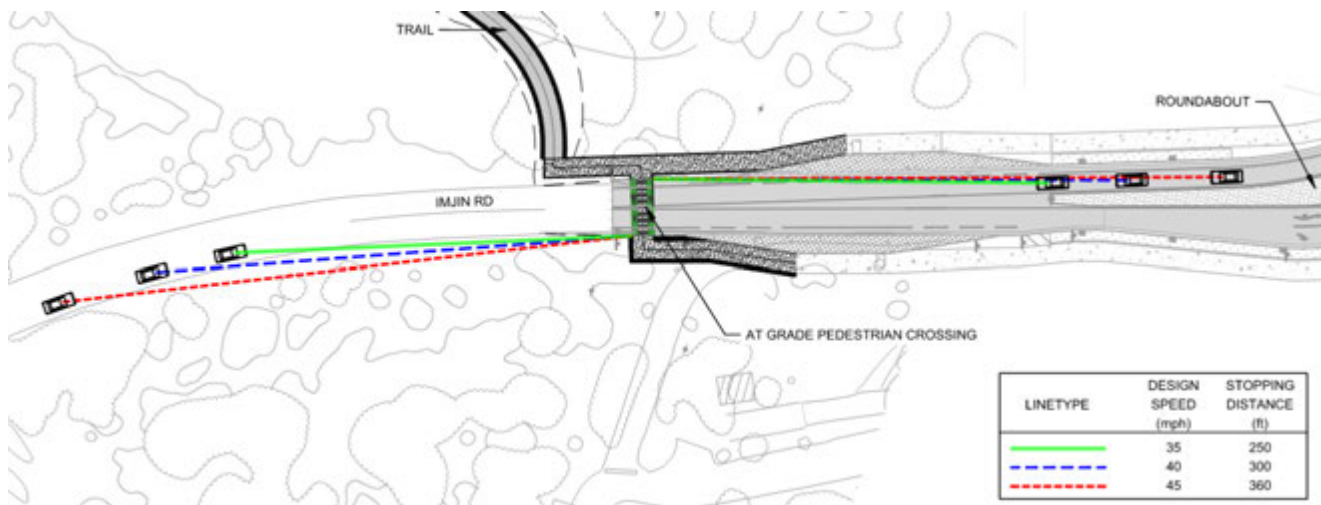 TRAIL
ROUNDABOUT
IMJIN RD
AT GRADE PEDESTRIAN CROSSING
LINETYPE DESIGN SPEED (mph) STOPPING DISTANCE (ft)
35 250
40 300
45 360